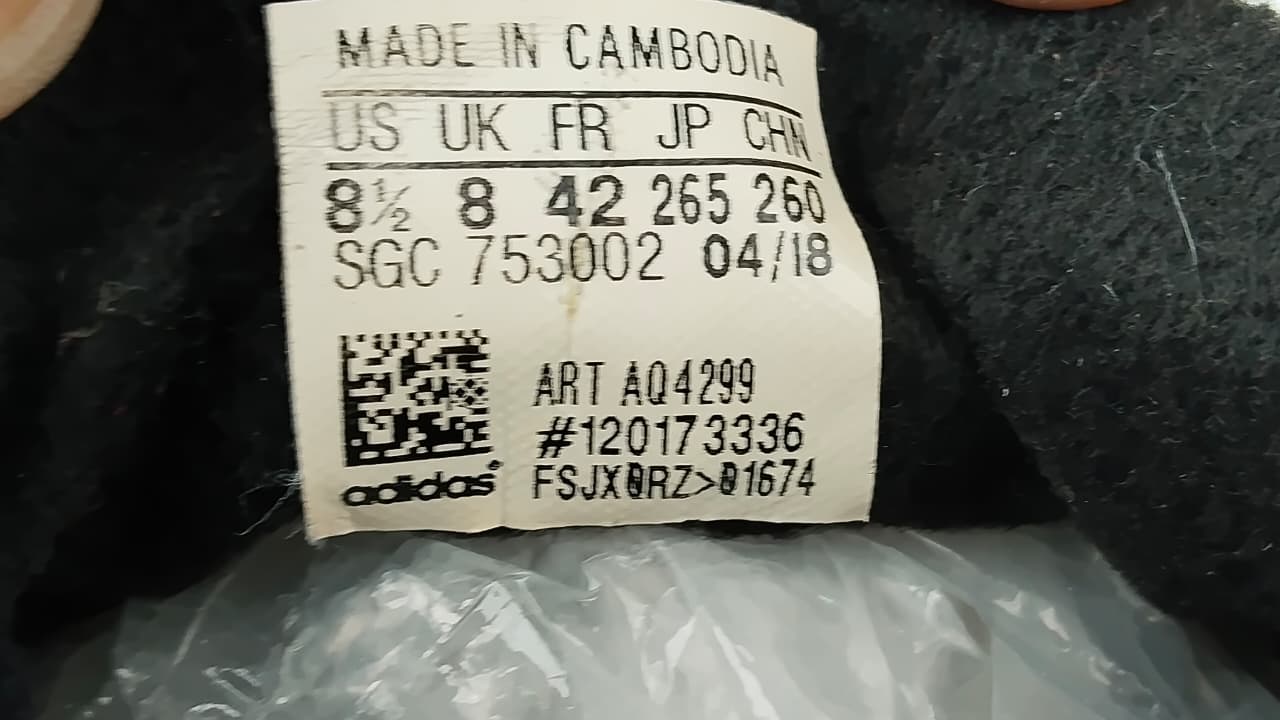 MADE IN CAMBODIA
US UK FR JP CHN
8½ 8 42 265 260
SGC 753002 04/18
ART AQ4299
#120173336
FSJX0RZ>01674
adidas